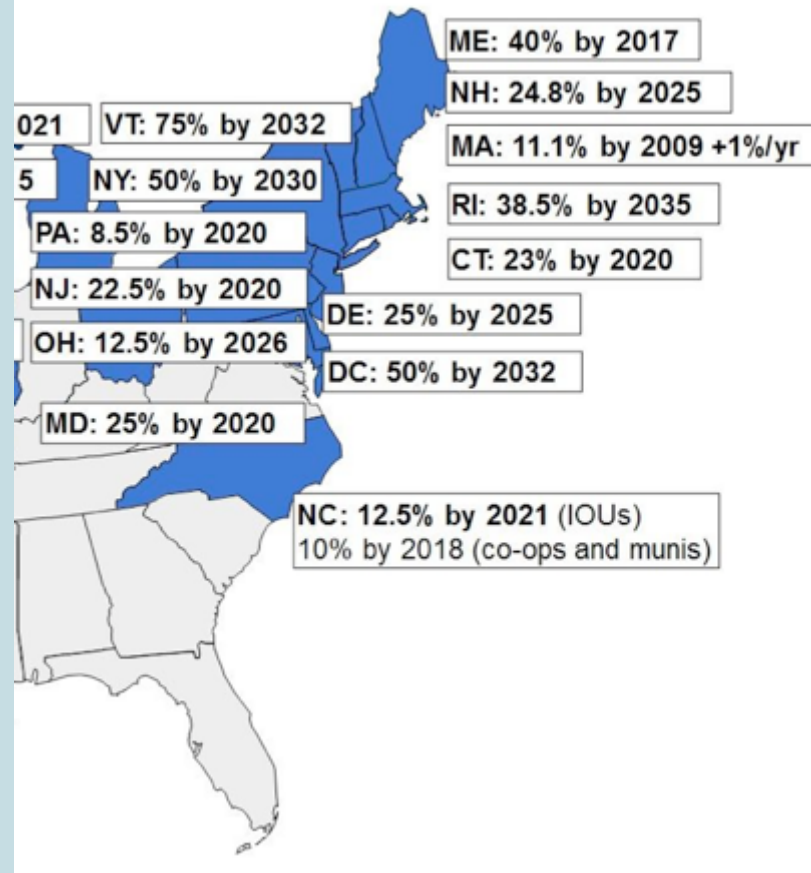 ME: 40% by 2017
NH: 24.8% by 2025
021
VT: 75% by 2032
MA: 11.1% by 2009 +1%/yr
5
NY: 50% by 2030
RI: 38.5% by 2035
PA: 8.5% by 2020
CT: 23% by 2020
NJ: 22.5% by 2020
DE: 25% by 2025
OH: 12.5% by 2026
DC: 50% by 2032
MD: 25% by 2020
NC: 12.5% by 2021 (IOUs)
10% by 2018 (co-ops and munis)